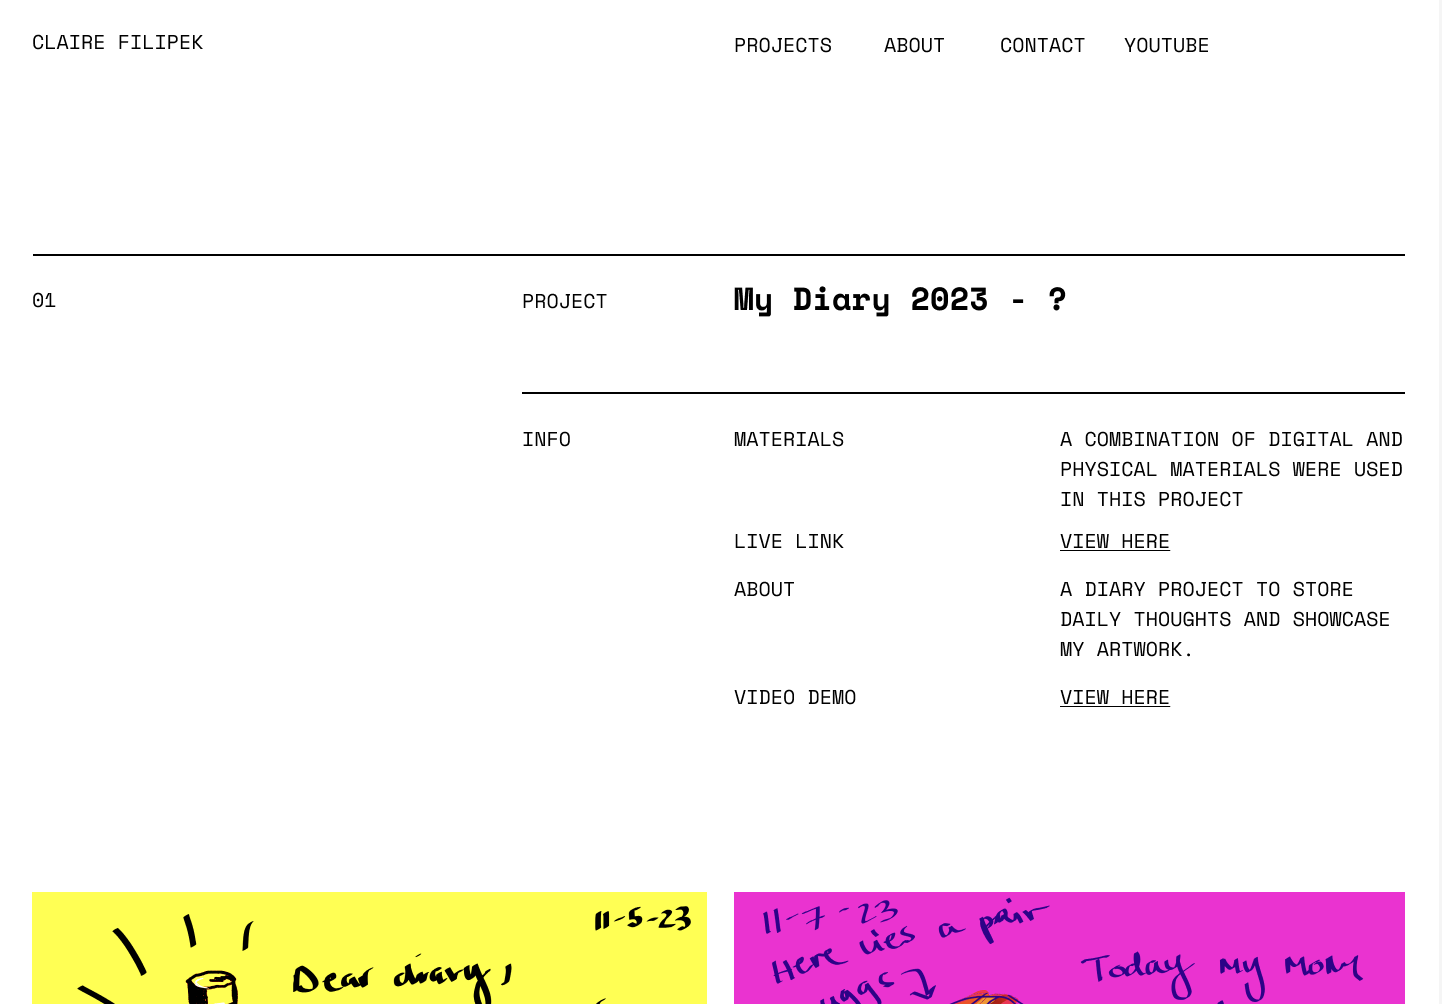 CLAIRE FILIPEK
PROJECTS ABOUT CONTACT YOUTUBE
01
PROJECT
My Diary 2023 - ?
INFO
MATERIALS
A COMBINATION OF DIGITAL AND
PHYSICAL MATERIALS WERE USED
IN THIS PROJECT
LIVE LINK
VIEW HERE
ABOUT
A DIARY PROJECT TO STORE
DAILY THOUGHTS AND SHOWCASE
MY ARTWORK.
VIDEO DEMO
VIEW HERE
11-5-23
Dear diary,
11-7-23
Here lies a pair
Today my mom